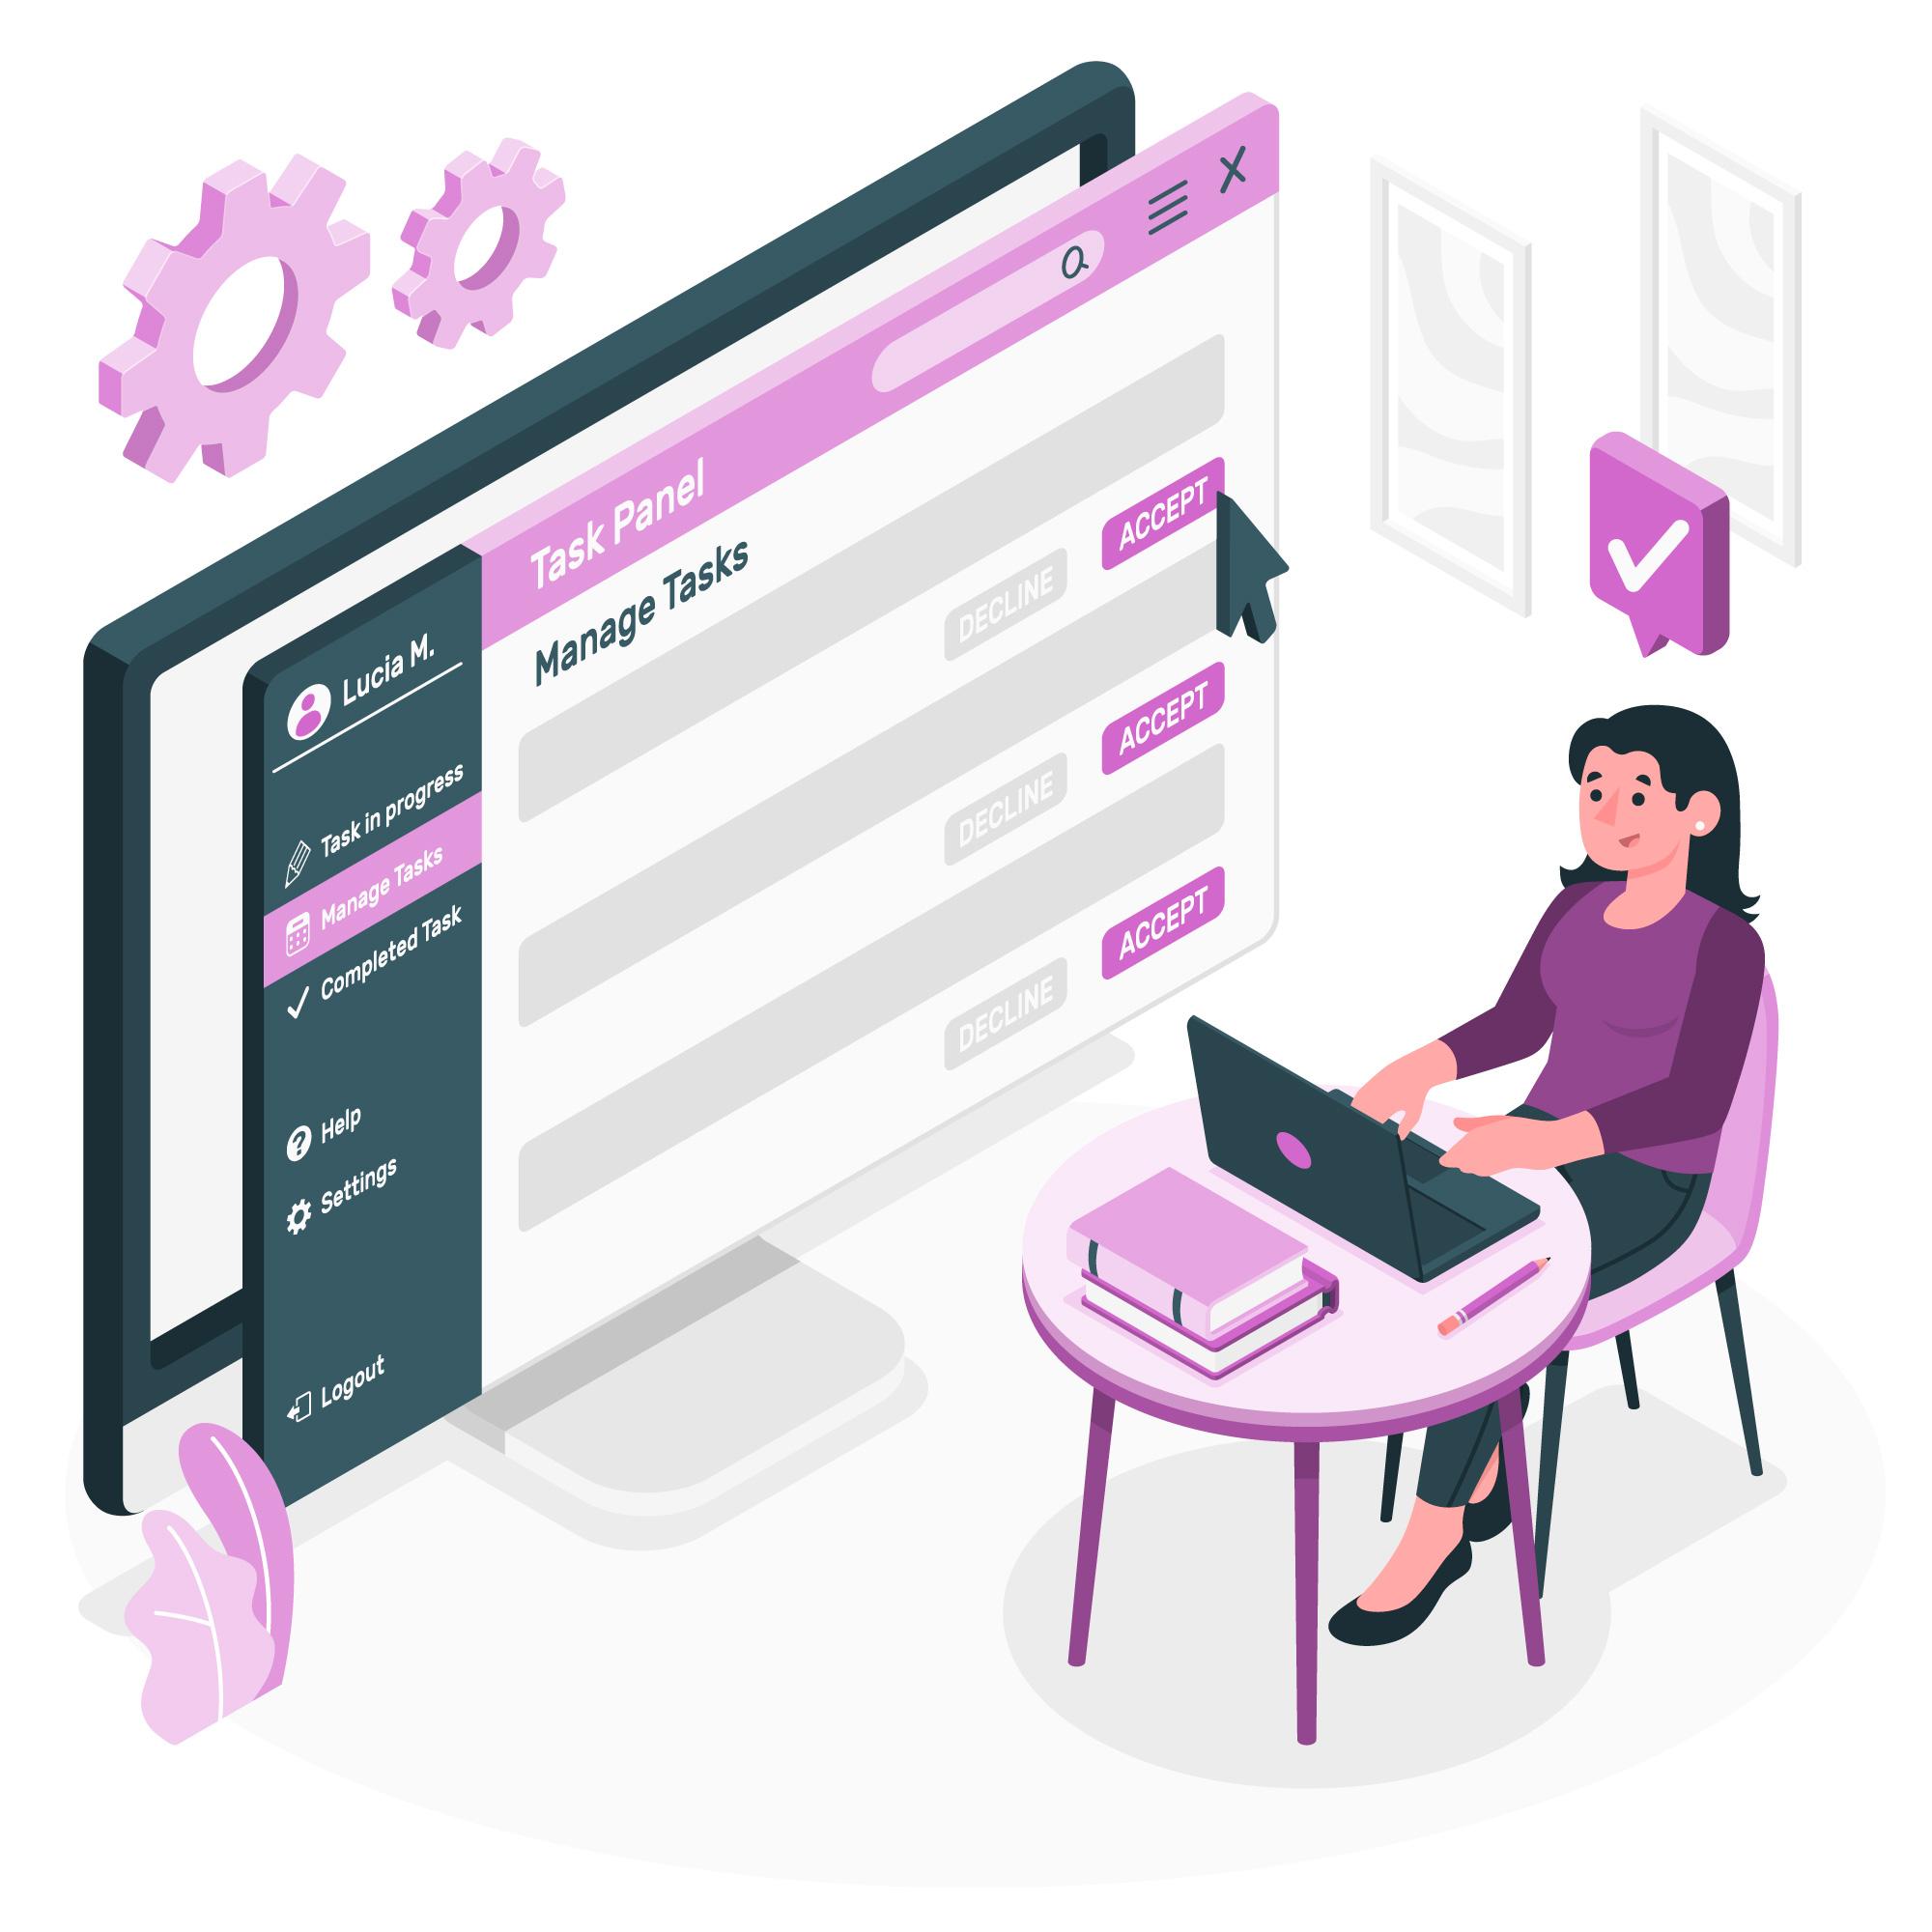 Task Panel
Lucia M.
Task in progress
Manage Tasks
Completed Task
Help
Settings
Logout
Manage Tasks
DECLINE
ACCEPT
DECLINE
ACCEPT
DECLINE
ACCEPT